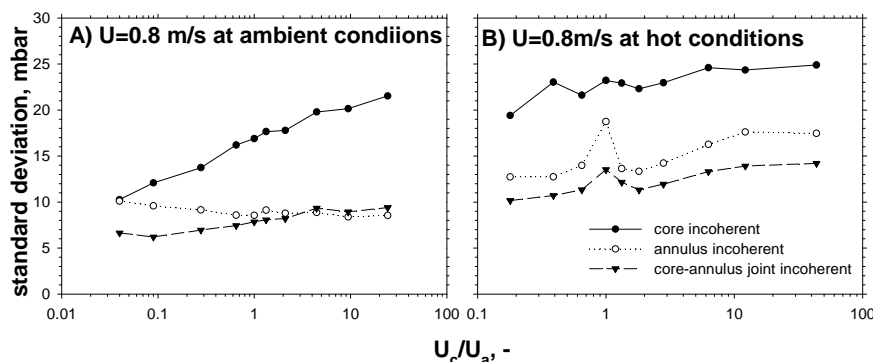 A) U=0.8 m/s at ambient condiions
B) U=0.8m/s at hot conditions
standard deviation, mbar
30
25
20
15
10
5
0
0.01 0.1 1 10 100
0.1 1 10 100
core incoherent
annulus incoherent
core-annulus joint incoherent
Uc/Ua, -